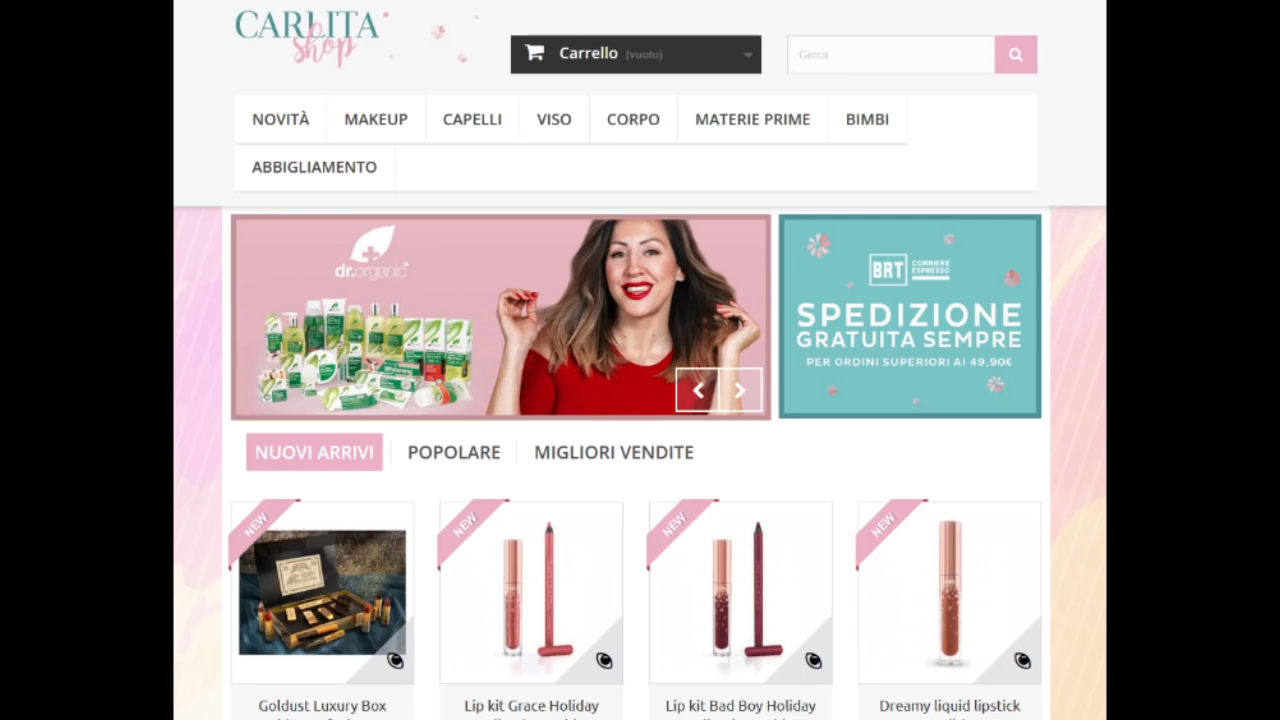 CARLITA
shop
Carrello (vuoto)
Cerca
NOVITÀ MAKEUP CAPELLI VISO CORPO MATERIE PRIME BIMBI
ABBIGLIAMENTO
dr.organic
BRT CORRIERE
ESPRESSO
SPEDIZIONE
GRATUITA SEMPRE
PER ORDINI SUPERIORI AI 49,90€
NUOVI ARRIVI POPOLARE MIGLIORI VENDITE
NEW NEW NEW NEW
Goldust Luxury Box
Lip kit Grace Holiday
Lip kit Bad Boy Holiday
Dreamy liquid lipstick